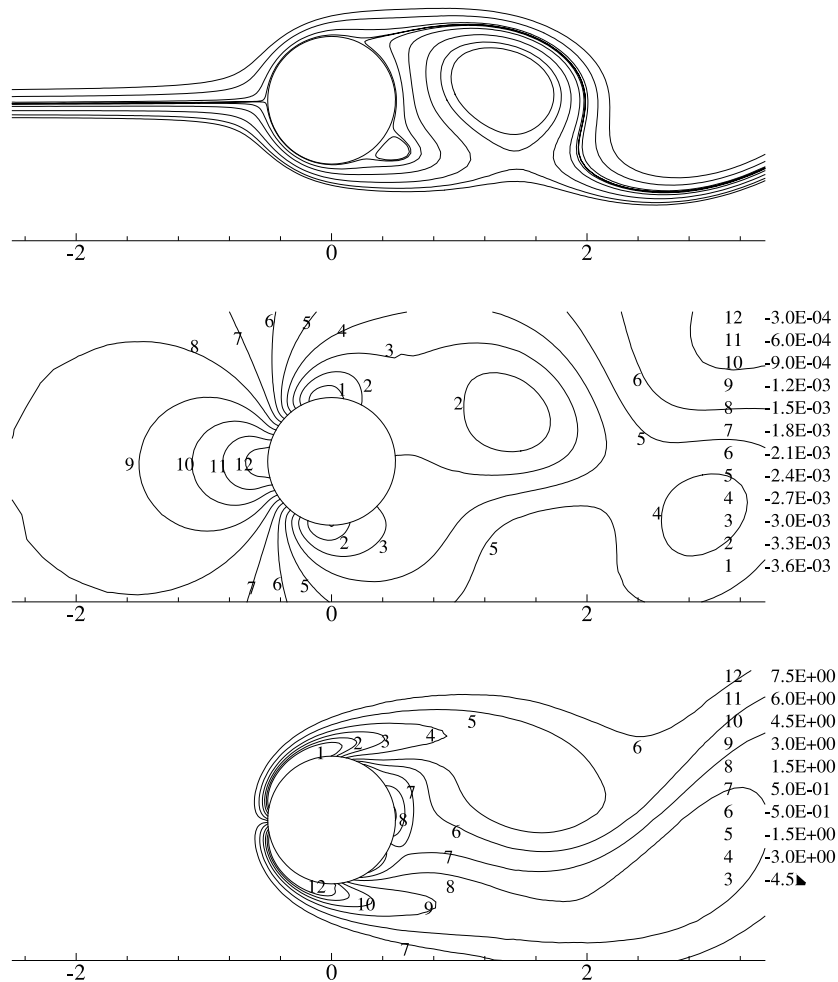 -2 0 2
12 -3.0E-04
11 -6.0E-04
10 -9.0E-04
9 -1.2E-03
8 -1.5E-03
7 -1.8E-03
6 -2.1E-03
5 -2.4E-03
4 -2.7E-03
3 -3.0E-03
2 -3.3E-03
1 -3.6E-03
8
7
6
5
4
3
6
1
2
2
5
9
10
11
12
4
2
3
5
7
6
5
-2 0 2
12 7.5E+00
11 6.0E+00
10 4.5E+00
9 3.0E+00
8 1.5E+00
7 5.0E-01
6 -5.0E-01
5 -1.5E+00
4 -3.0E+00
3 -4.5
5
6
1
2
3
4
7
8
6
7
8
12
10
9
7
-2 0 2